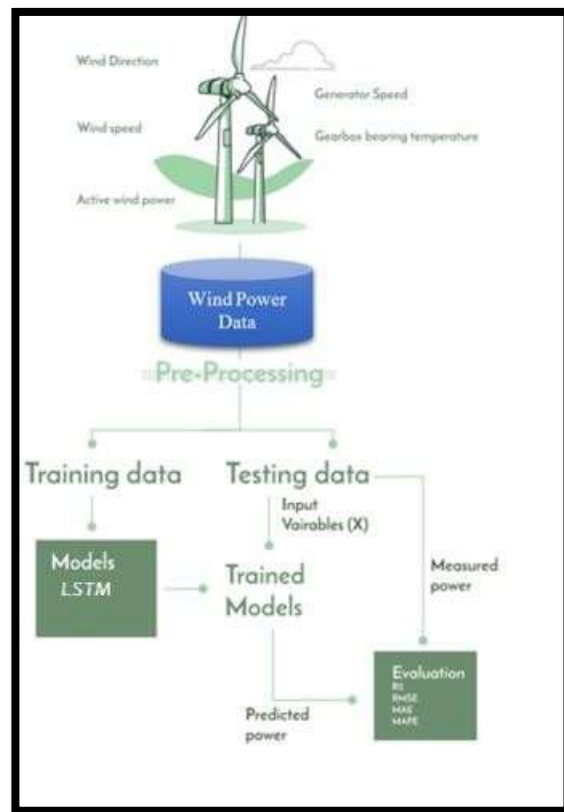 Wind Direction
Generator Speed
Wind speed
Gearbox bearing temperature
Active wind power
Wind Power
Data
Pre-Processing
Training data
Testing data
Input
Vairables (X)
Models
LSTM
Trained
Models
Measured
power
Evaluation
RMSE
MAE
MAPE
Predicted
power